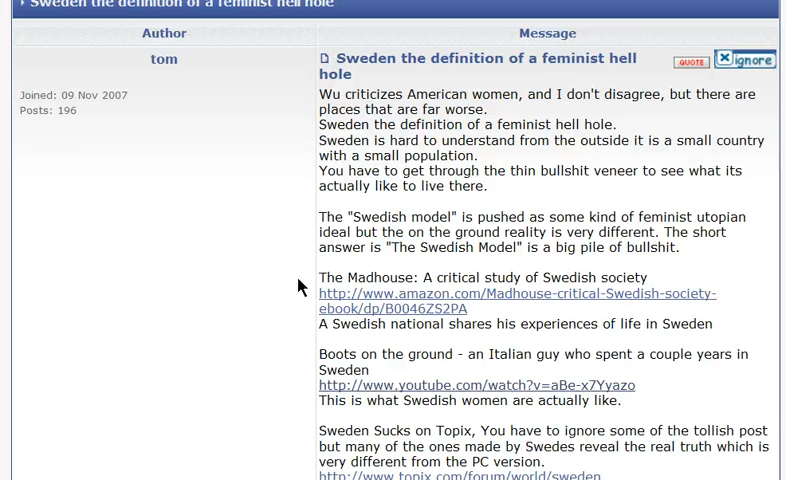 Sweden the definition of a feminist hell hole
Author
Message
tom
Joined: 09 Nov 2007
Posts: 196
Sweden the definition of a feminist hell
hole
QUOTE
ignore
Wu criticizes American women, and I don't disagree, but there are
places that are far worse.
Sweden the definition of a feminist hell hole.
Sweden is hard to understand from the outside it is a small country
with a small population.
You have to get through the thin bullshit veneer to see what its
actually like to live there.
The "Swedish model" is pushed as some kind of feminist utopian
ideal but the on the ground reality is very different. The short
answer is "The Swedish Model" is a big pile of bullshit.
The Madhouse: A critical study of Swedish society
http://www.amazon.com/Madhouse-critical-Swedish-society-
ebook/dp/B0046ZS2PA
A Swedish national shares his experiences of life in Sweden
Boots on the ground - an Italian guy who spent a couple years in
Sweden
http://www.youtube.com/watch?v=aBe-x7Yyazo
This is what Swedish women are actually like.
Sweden Sucks on Topix, You have to ignore some of the tollish post
but many of the ones made by Swedes reveal the real truth which is
very different from the PC version.
http://www.topix.com/forum/world/sweden